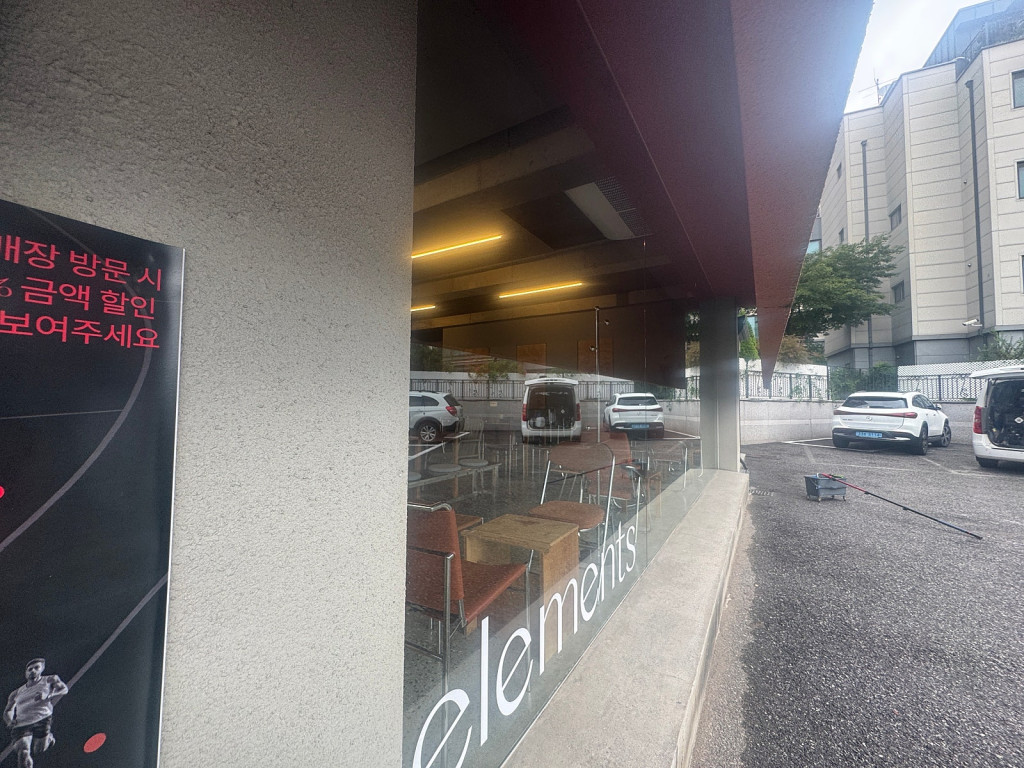 매장 방문 시
% 금액 할인
보여주세요
elements